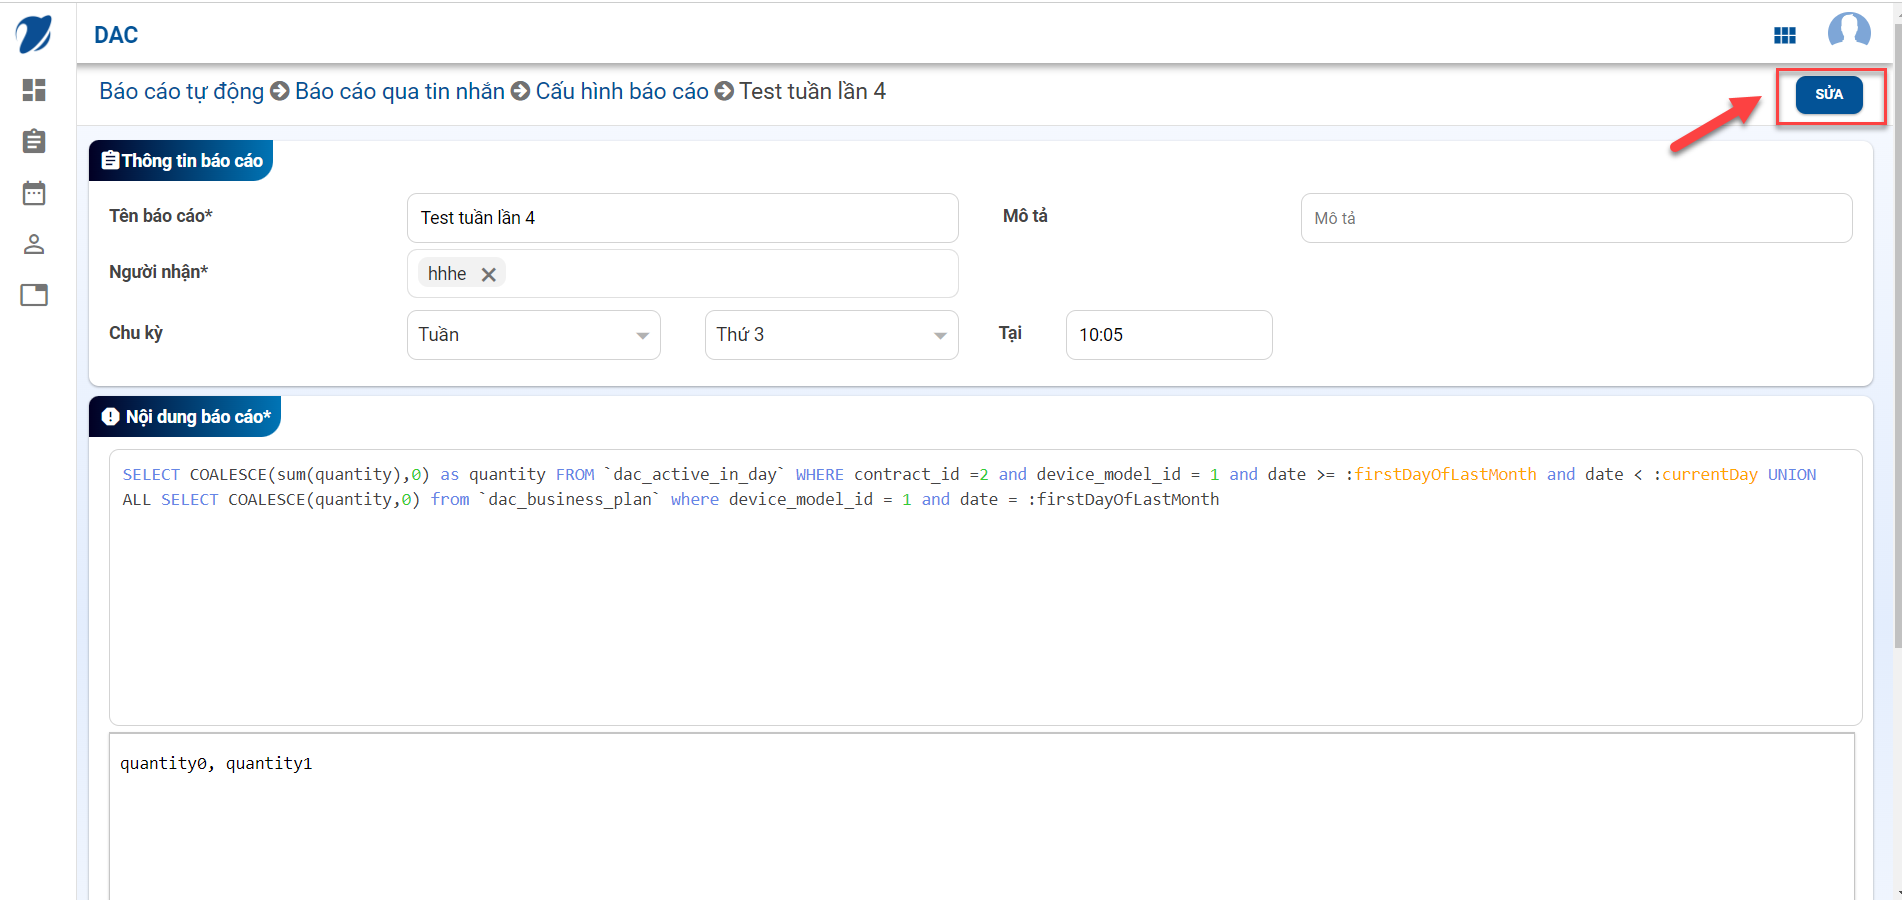 DAC
Báo cáo tự động Báo cáo qua tin nhắn Cấu hình báo cáo Test tuần lần 4
SỬA
Thông tin báo cáo
Tên báo cáo*
Test tuần lần 4
Mô tả
Mô tả
Người nhận*
hhhe
Chu kỳ
Tuần
Thứ 3
Tại
10:05
Nội dung báo cáo*
SELECT COALESCE(sum(quantity),0) as quantity FROM `dac_active_in_day` WHERE contract_id =2 and device_model_id = 1 and date >= :firstDayOfLastMonth and date < :currentDay UNION
ALL SELECT COALESCE(quantity,0) from `dac_business_plan` where device_model_id = 1 and date = :firstDayOfLastMonth
quantity0, quantity1